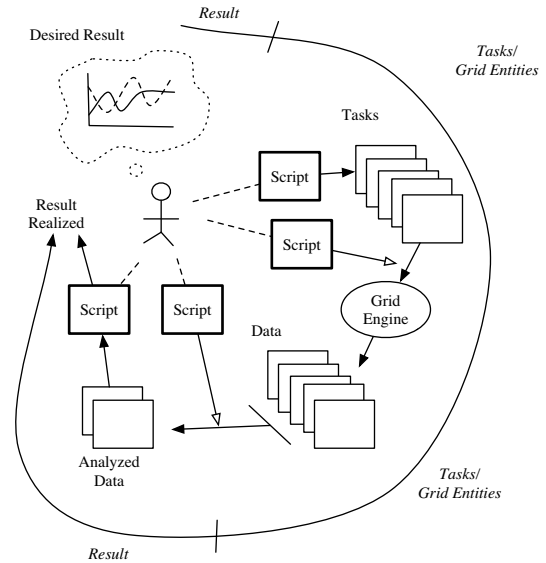 Result
Desired Result
Tasks/
Grid Entities
Tasks
Script
Script
Result
Realized
Script
Script
Grid
Engine
Data
Analyzed
Data
Tasks/
Grid Entities
Result